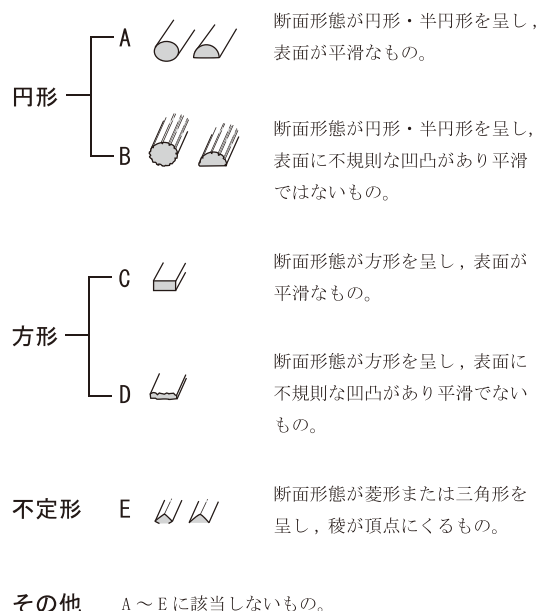 円形
A
断面形態が円形・半円形を呈し，
表面が平滑なもの。
B
断面形態が円形・半円形を呈し，
表面に不規則な凹凸があり平滑
ではないもの。
方形
C
断面形態が方形を呈し，表面が
平滑なもの。
D
断面形態が方形を呈し，表面に
不規則な凹凸があり平滑でない
もの。
不定形
E
断面形態が菱形または三角形を
呈し，稜が頂点にくるもの。
その他 A～Eに該当しないもの。